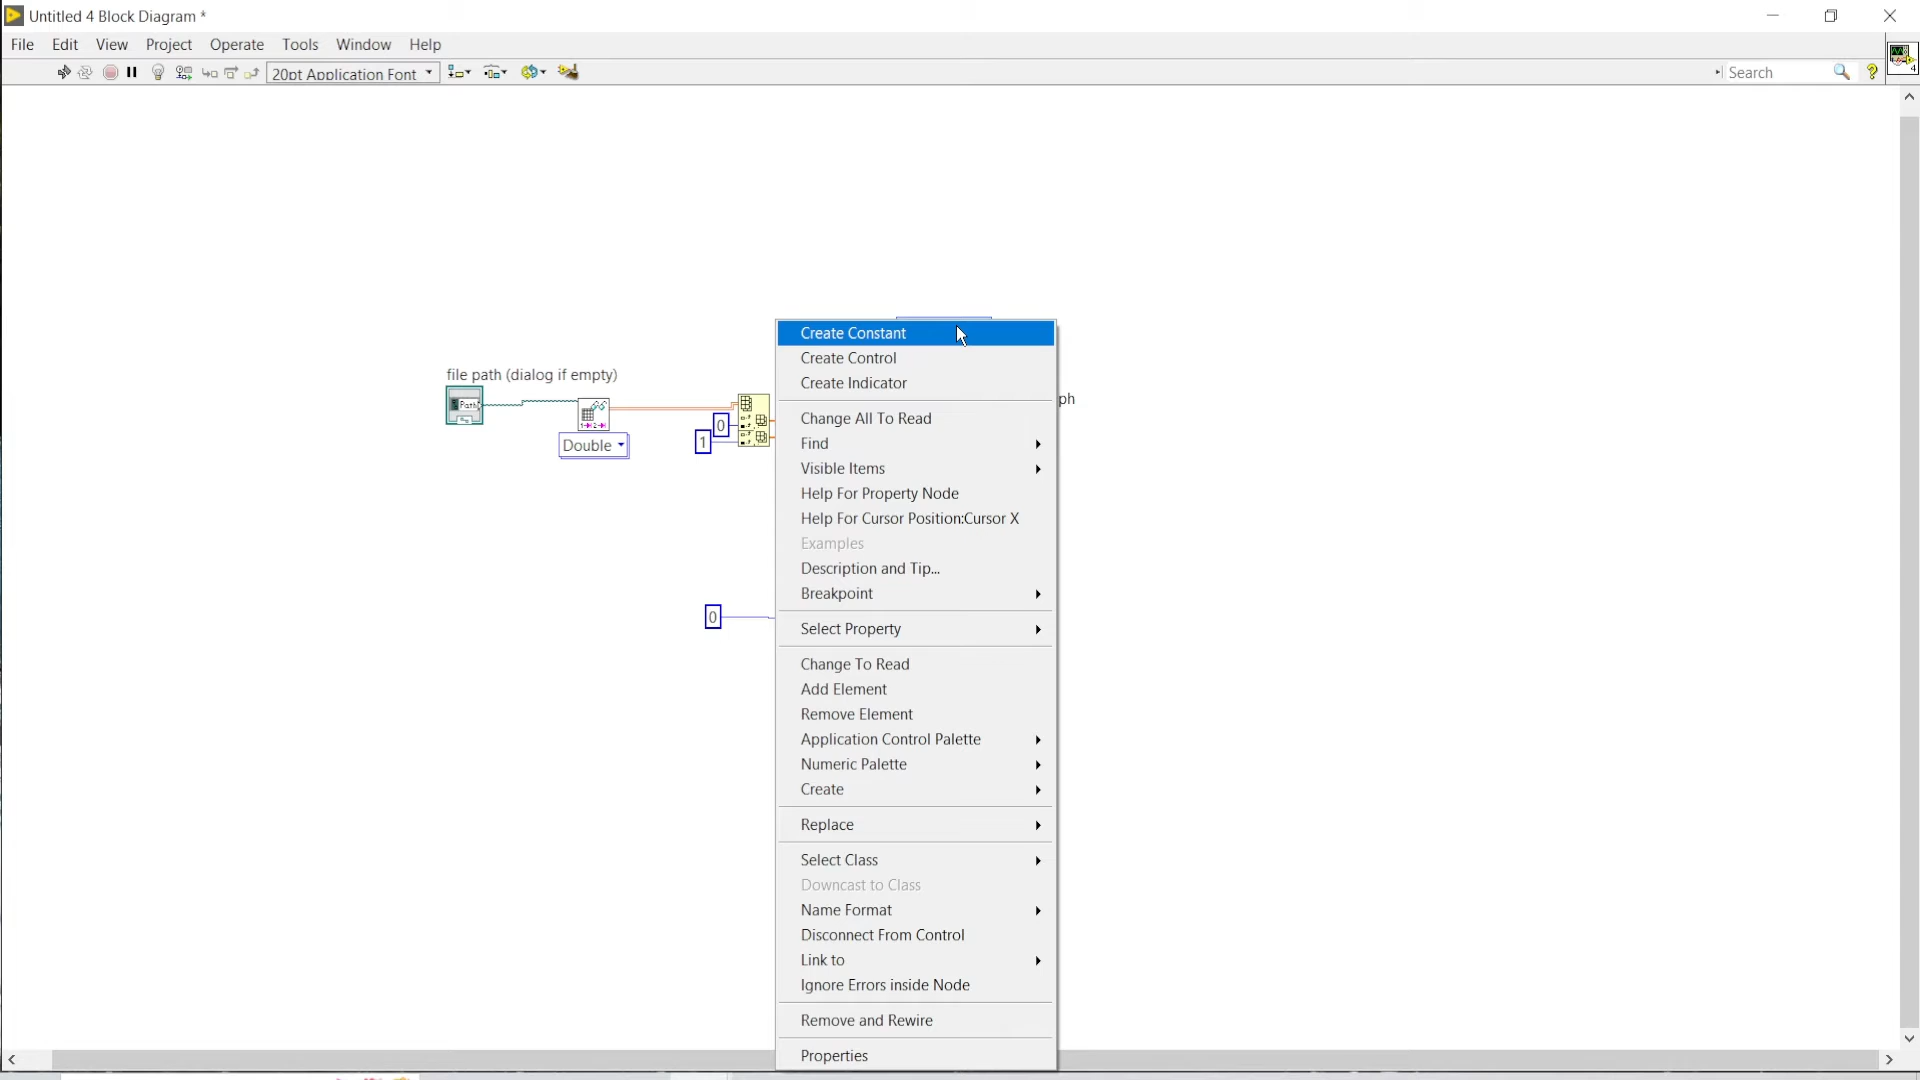 Untitled 4 Block Diagram *
File Edit View Project Operate Tools Window Help
20pt Application Font
Search
4
file path (dialog if empty)
Path
Double
0
1
0
ph
Create Constant
Create Control
Create Indicator
Change All To Read
Find
Visible Items
Help For Property Node
Help For Cursor Position:Cursor X
Examples
Description and Tip...
Breakpoint
Select Property
Change To Read
Add Element
Remove Element
Application Control Palette
Numeric Palette
Create
Replace
Select Class
Downcast to Class
Name Format
Disconnect From Control
Link to
Ignore Errors inside Node
Remove and Rewire
Properties